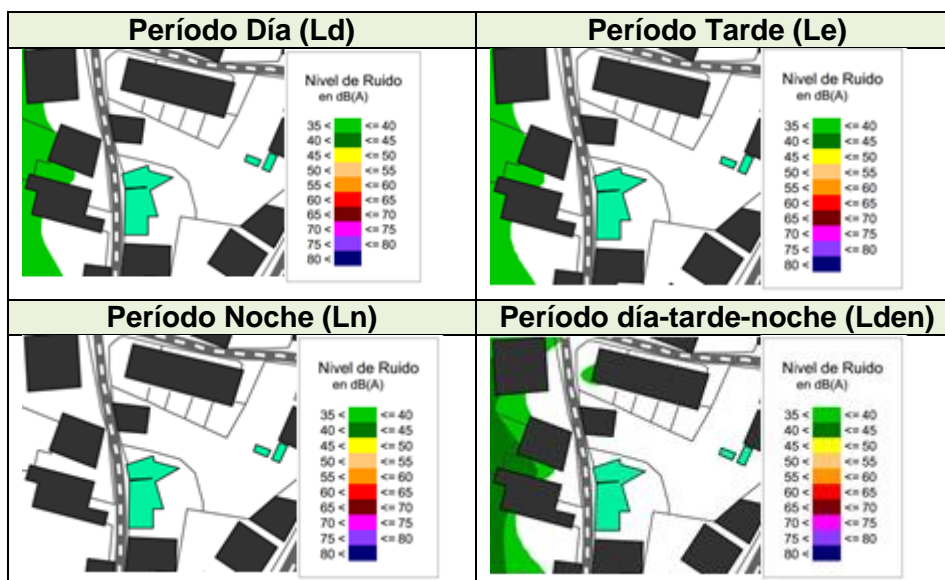 Período Día (Ld)
Período Tarde (Le)
Nivel de Ruido
en dB(A)
35 < <= 40
40 < <= 45
45 < <= 50
50 < <= 55
55 < <= 60
60 < <= 65
65 < <= 70
70 < <= 75
75 < <= 80
80 <
Nivel de Ruido
en dB(A)
35 < <= 40
40 < <= 45
45 < <= 50
50 < <= 55
55 < <= 60
60 < <= 65
65 < <= 70
70 < <= 75
75 < <= 80
80 <
Período Noche (Ln)
Período día-tarde-noche (Lden)
Nivel de Ruido
en dB(A)
35 < <= 40
40 < <= 45
45 < <= 50
50 < <= 55
55 < <= 60
60 < <= 65
65 < <= 70
70 < <= 75
75 < <= 80
80 <
Nivel de Ruido
en dB(A)
35 < <= 40
40 < <= 45
45 < <= 50
50 < <= 55
55 < <= 60
60 < <= 65
65 < <= 70
70 < <= 75
75 < <= 80
80 <